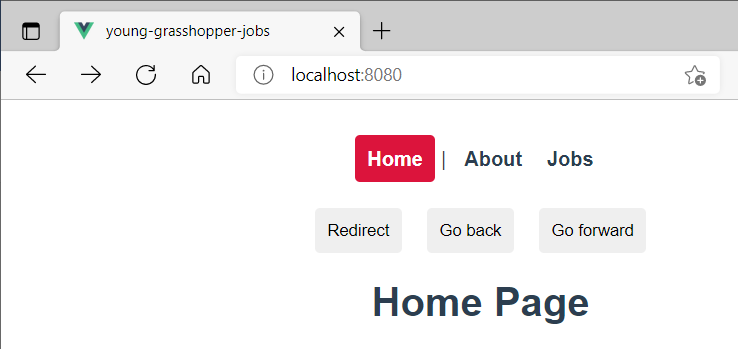 young-grasshopper-jobs
localhost:8080
Home | About Jobs
Redirect Go back Go forward
Home Page